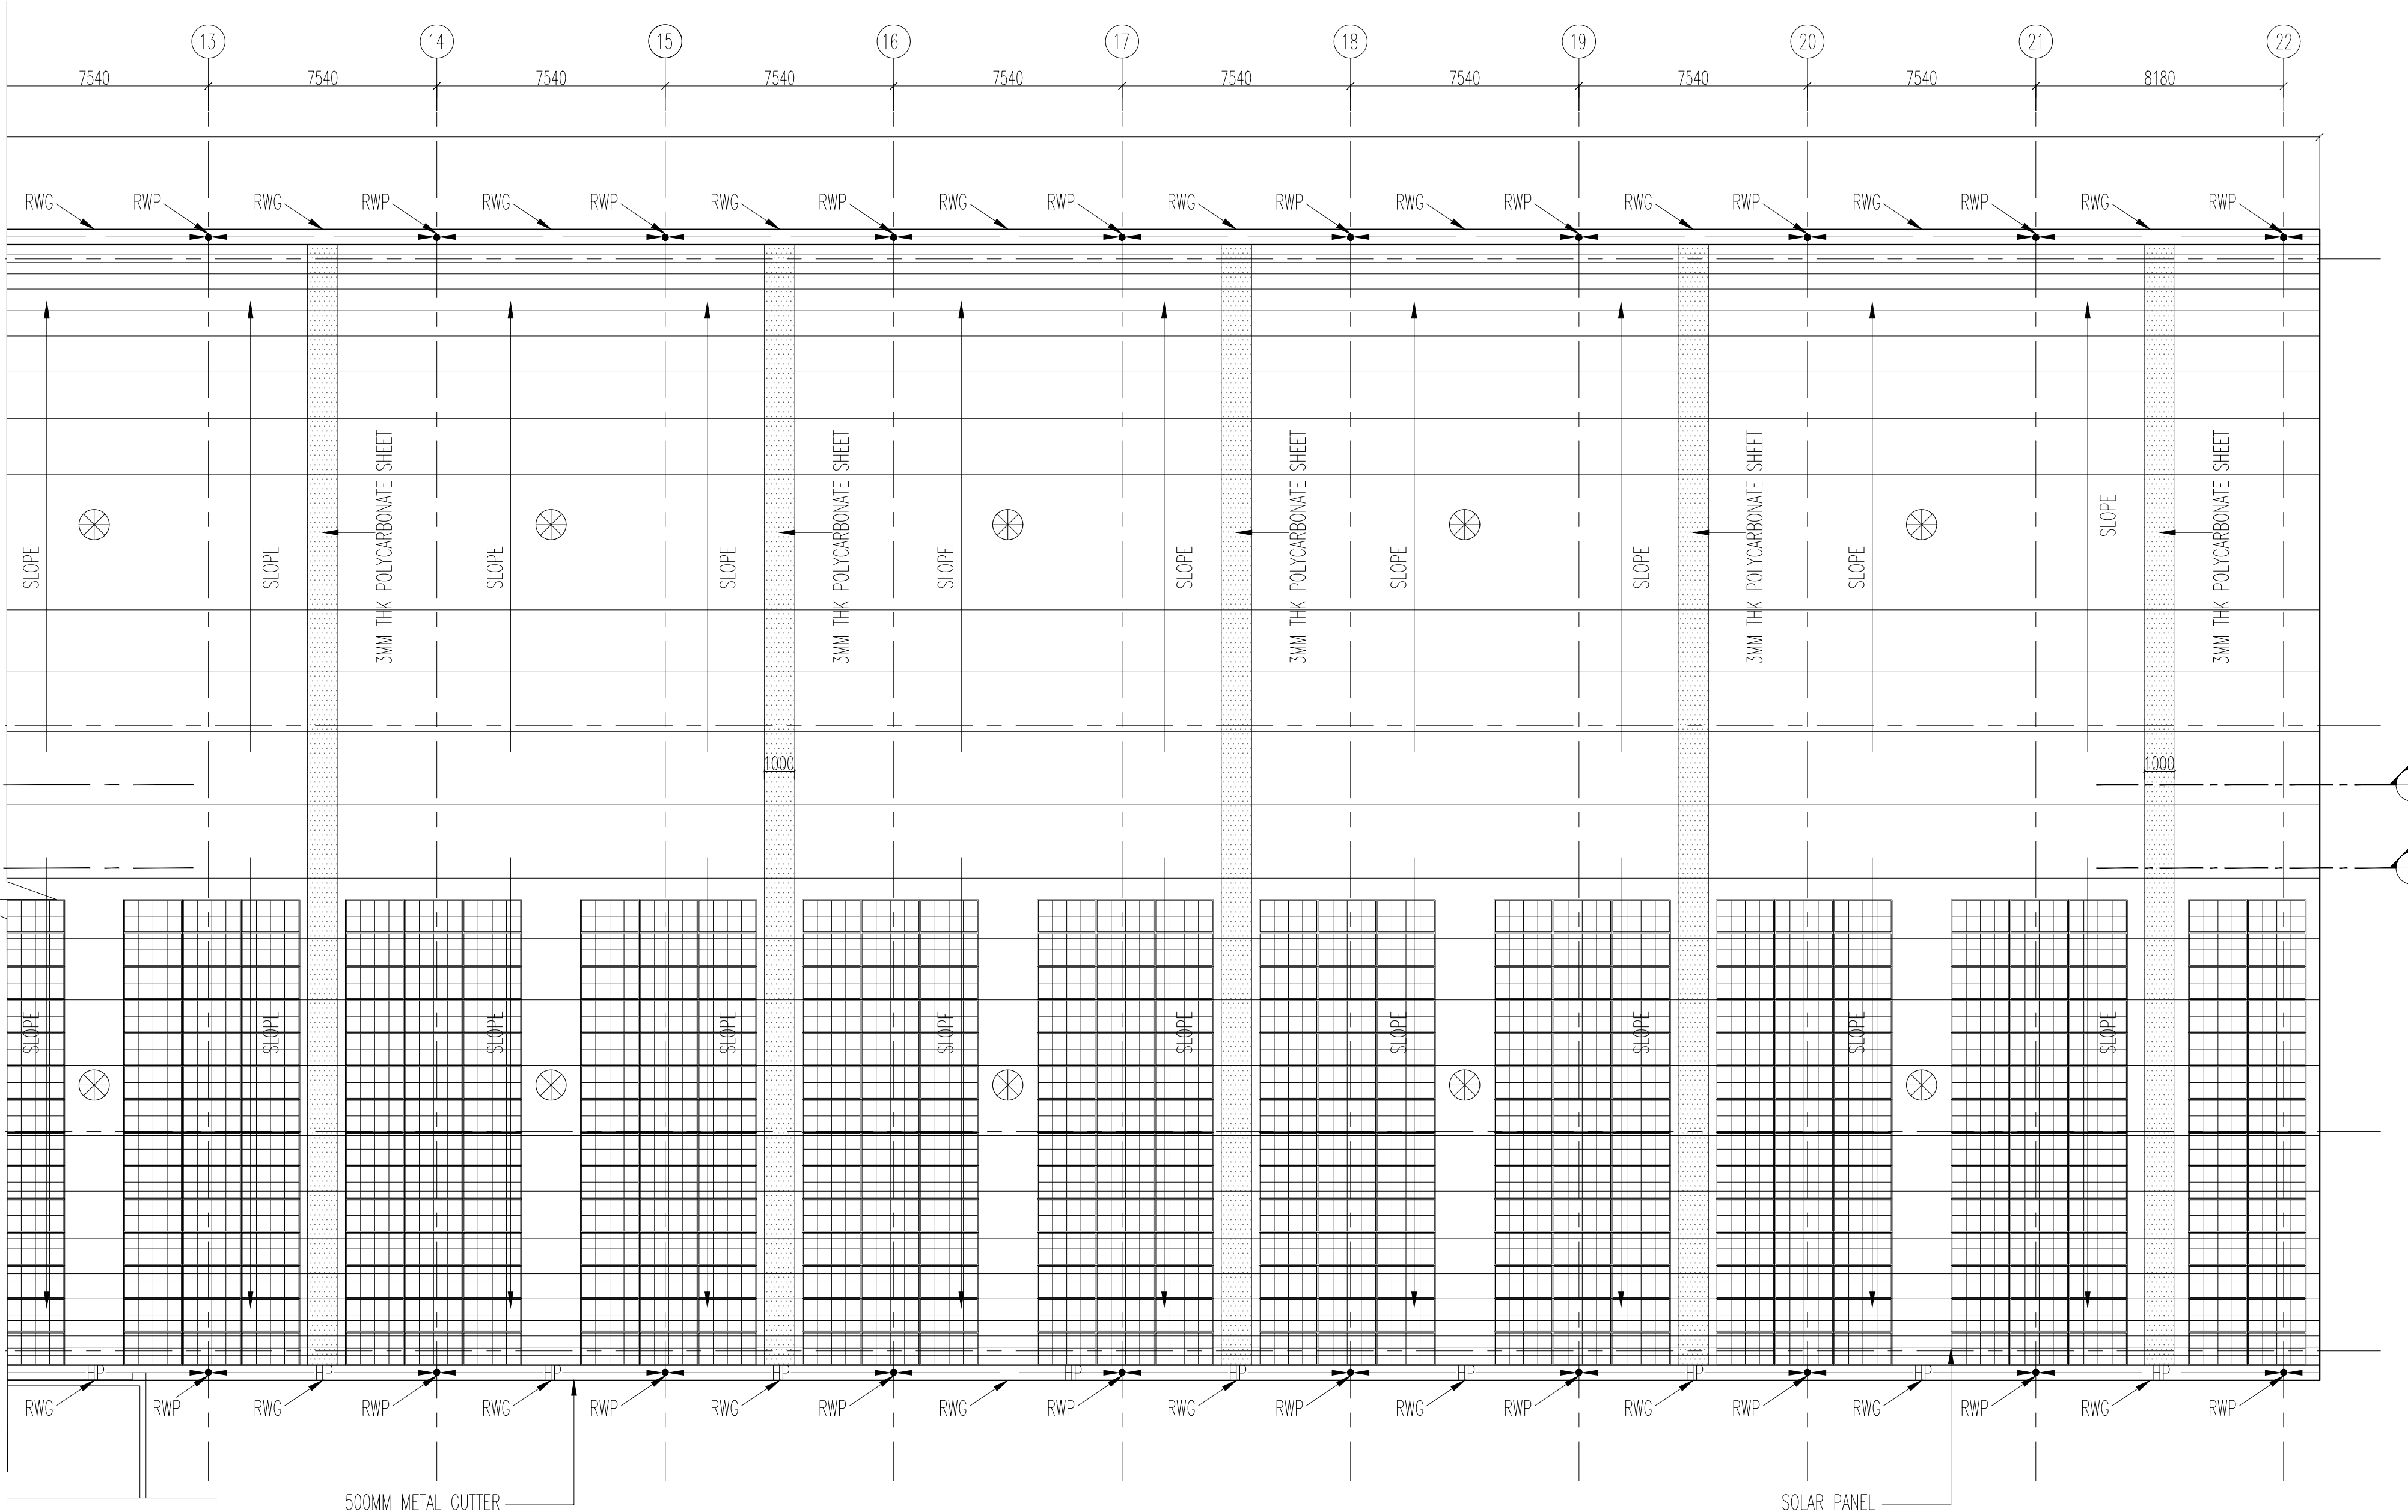 13 14 15 16 17 18 19 20 21 22
7540 7540 7540 7540 7540 7540 7540 7540 7540 8180
RWG RWP RWG RWP RWG RWP RWG RWP RWG RWP RWG RWP RWG RWP RWG RWP RWG RWP RWG RWP
3MM THK POLYCARBONATE SHEET
3MM THK POLYCARBONATE SHEET
3MM THK POLYCARBONATE SHEET
3MM THK POLYCARBONATE SHEET
3MM THK POLYCARBONATE SHEET
SLOPE SLOPE SLOPE SLOPE SLOPE SLOPE SLOPE SLOPE SLOPE SLOPE
1000 1000
SLOPE SLOPE SLOPE SLOPE SLOPE SLOPE SLOPE SLOPE SLOPE SLOPE
HP HP HP HP HP HP HP HP HP HP
RWG RWP RWG RWP RWG RWP RWG RWP RWG RWP RWG RWP RWG RWP RWG RWP RWG RWP RWG RWP
500MM METAL GUTTER
SOLAR PANEL